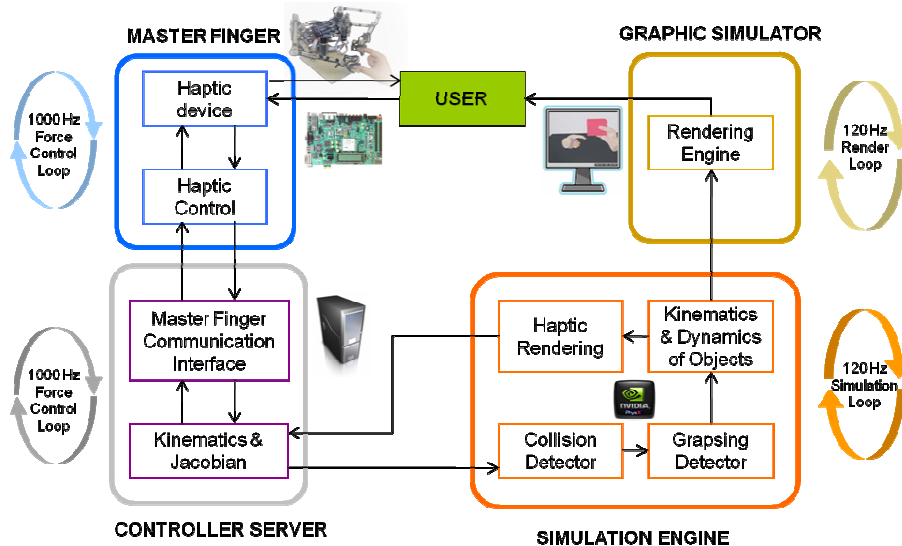 MASTER FINGER
GRAPHIC SIMULATOR
1000 Hz
Force
Control
Loop
Haptic
device
USER
Rendering
Engine
120 Hz
Render
Loop
Haptic
Control
1000 Hz
Force
Control
Loop
Master Finger
Communication
Interface
Haptic
Rendering
Kinematics
& Dynamics
of Objects
120 Hz
Simulation
Loop
NVIDIA
PhysX
Kinematics &
Jacobian
Collision
Detector
Grapsing
Detector
CONTROLLER SERVER
SIMULATION ENGINE